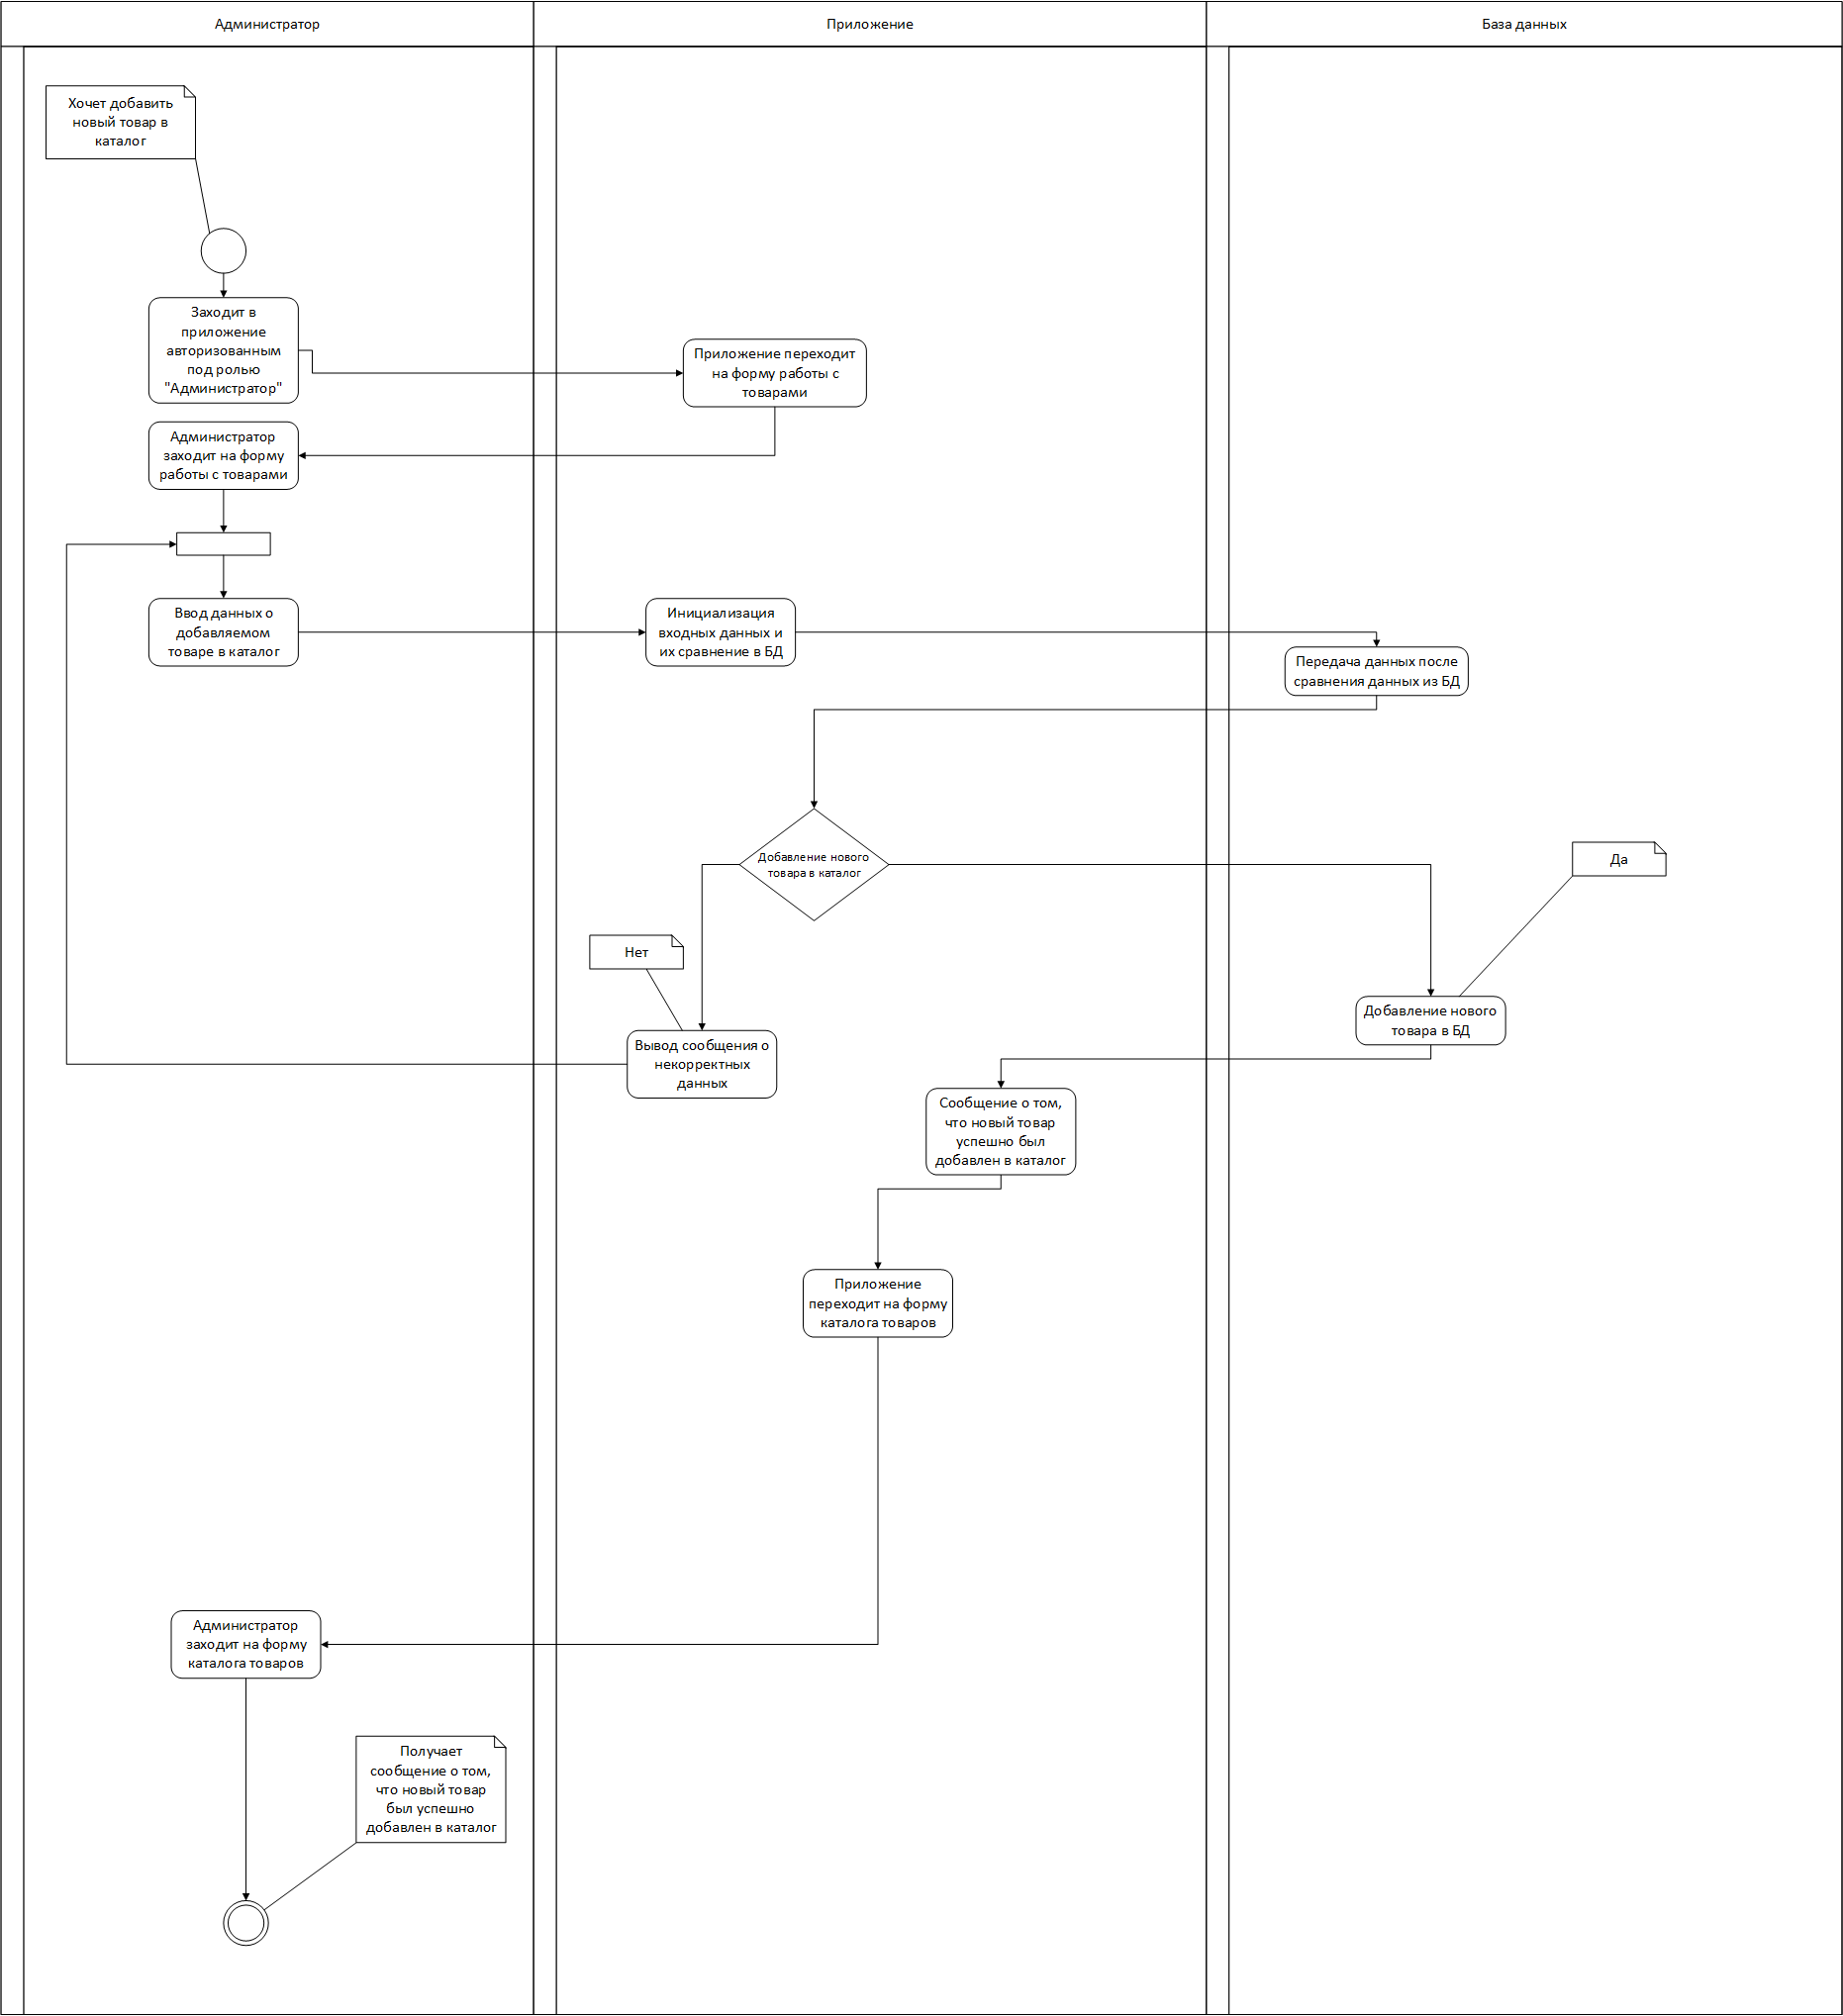 Администратор
Приложение
База данных
Хочет добавить
новый товар в
каталог
Заходит в
приложение
авторизованным
под ролью
"Администратор"
Приложение переходит
на форму работы с
товарами
Администратор
заходит на форму
работы с товарами
Ввод данных о
добавляемом
товаре в каталог
Инициализация
входных данных и
их сравнение в БД
Передача данных после
сравнения данных из БД
Добавление нового
товара в каталог
Да
Нет
Добавление нового
товара в БД
Вывод сообщения о
некорректных
данных
Сообщение о том,
что новый товар
успешно был
добавлен в каталог
Приложение
переходит на форму
каталога товаров
Администратор
заходит на форму
каталога товаров
Получает
сообщение о том,
что новый товар
был успешно
добавлен в каталог